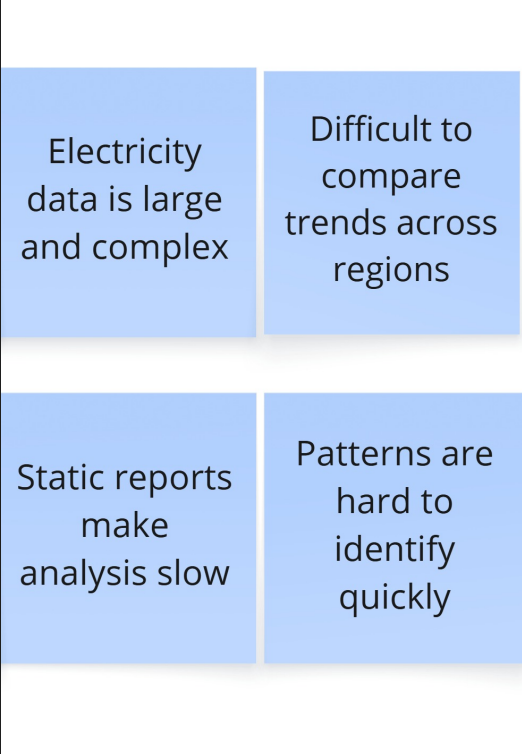 Electricity
data is large
and complex
Difficult to
compare
trends across
regions
Static reports
make
analysis slow
Patterns are
hard to
identify
quickly